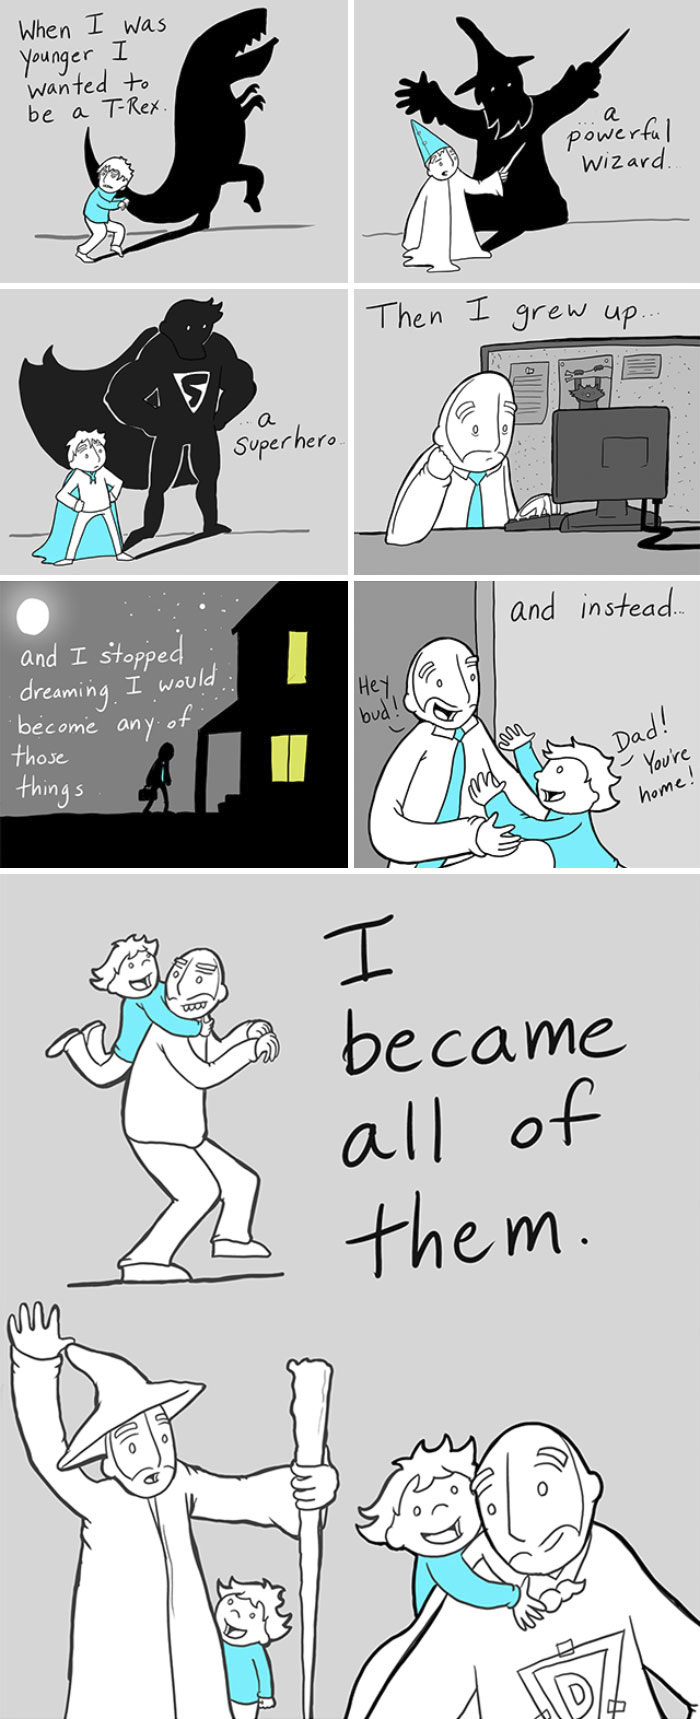 When I was
younger I
wanted to
be a T-Rex.
... a
powerful
wizard...
S
... a
superhero...
Then I grew up...
and I stopped
dreaming I would
become any of
those
things
and instead...
Hey
bud!
Dad!
You're
home!
I
became
all of
them.
D